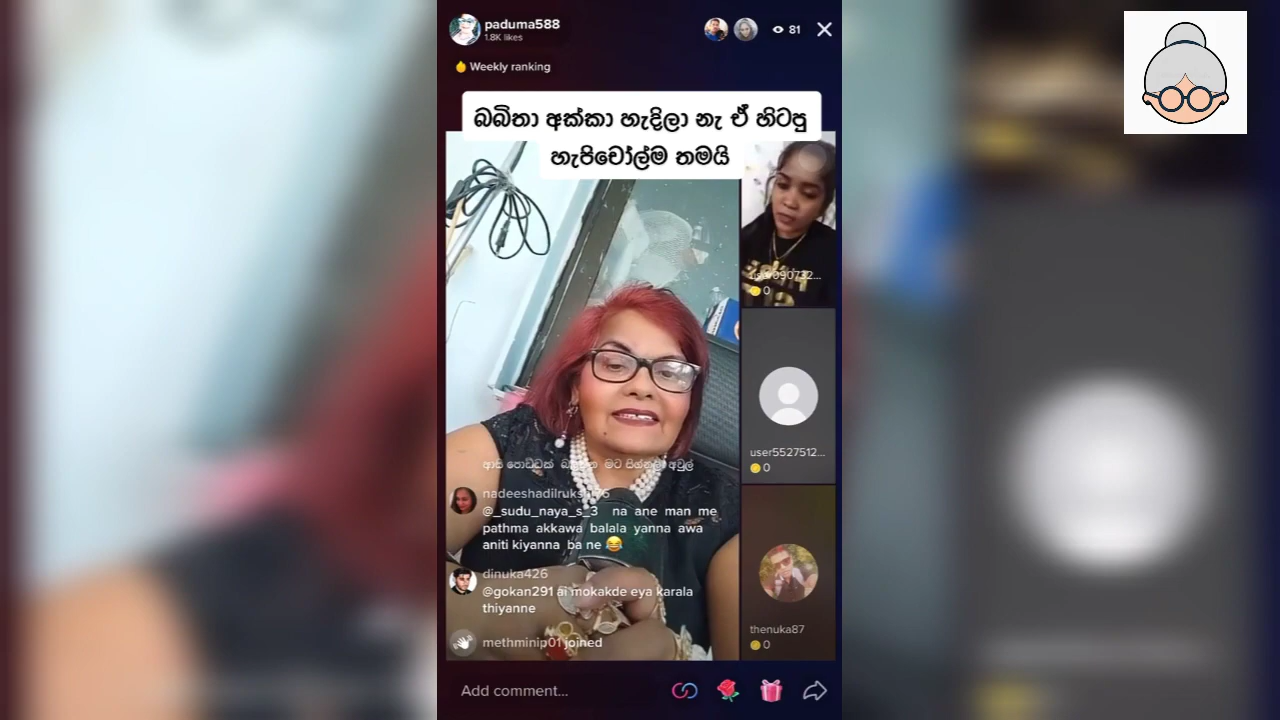 paduma588
1.8K likes
81
Weekly ranking
බබිතා අක්කා හැදිලා නෑ ඒ හිටපු
හැපිචෝල්ම තමයි
0
user5527512...
0
thenuka87
0
@_sudu_naya_s_3 na ane man me
pathma akkawa balala yanna awa
aniti kiyanna ba ne 😂
dinuka426
@gokan291 ai mokakde eya karala
thiyanne
methminip01 joined
Add comment...